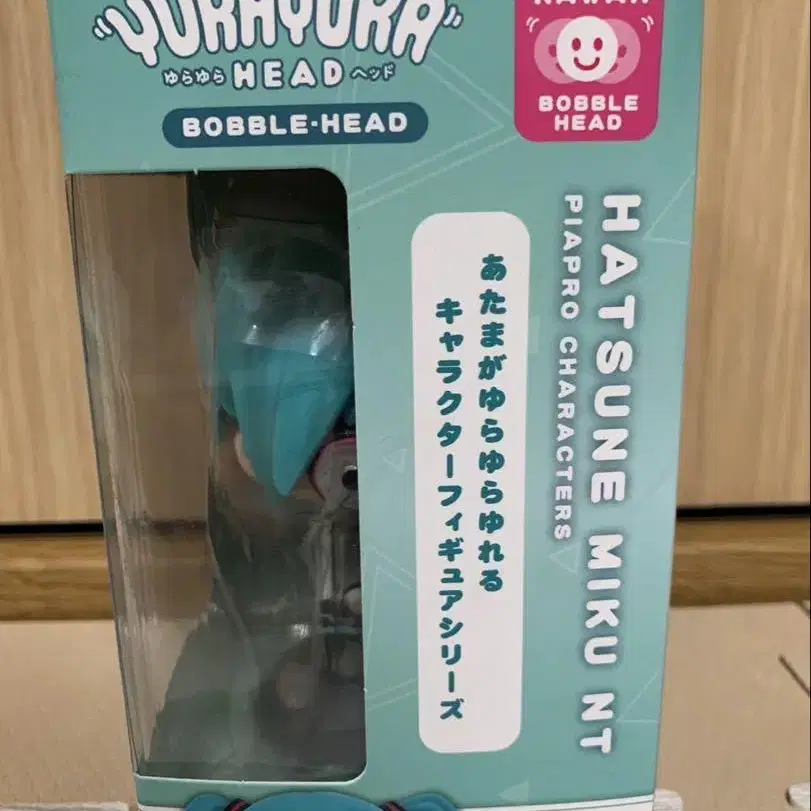 YURAYURA
ゆらゆら HEAD ヘッド
BOBBLE-HEAD
KAWAII
BOBBLE
HEAD
HATSUNE MIKU NT
PIAPRO CHARACTERS
あたまがゆらゆらゆれる
キャラクターフィギュアシリーズ